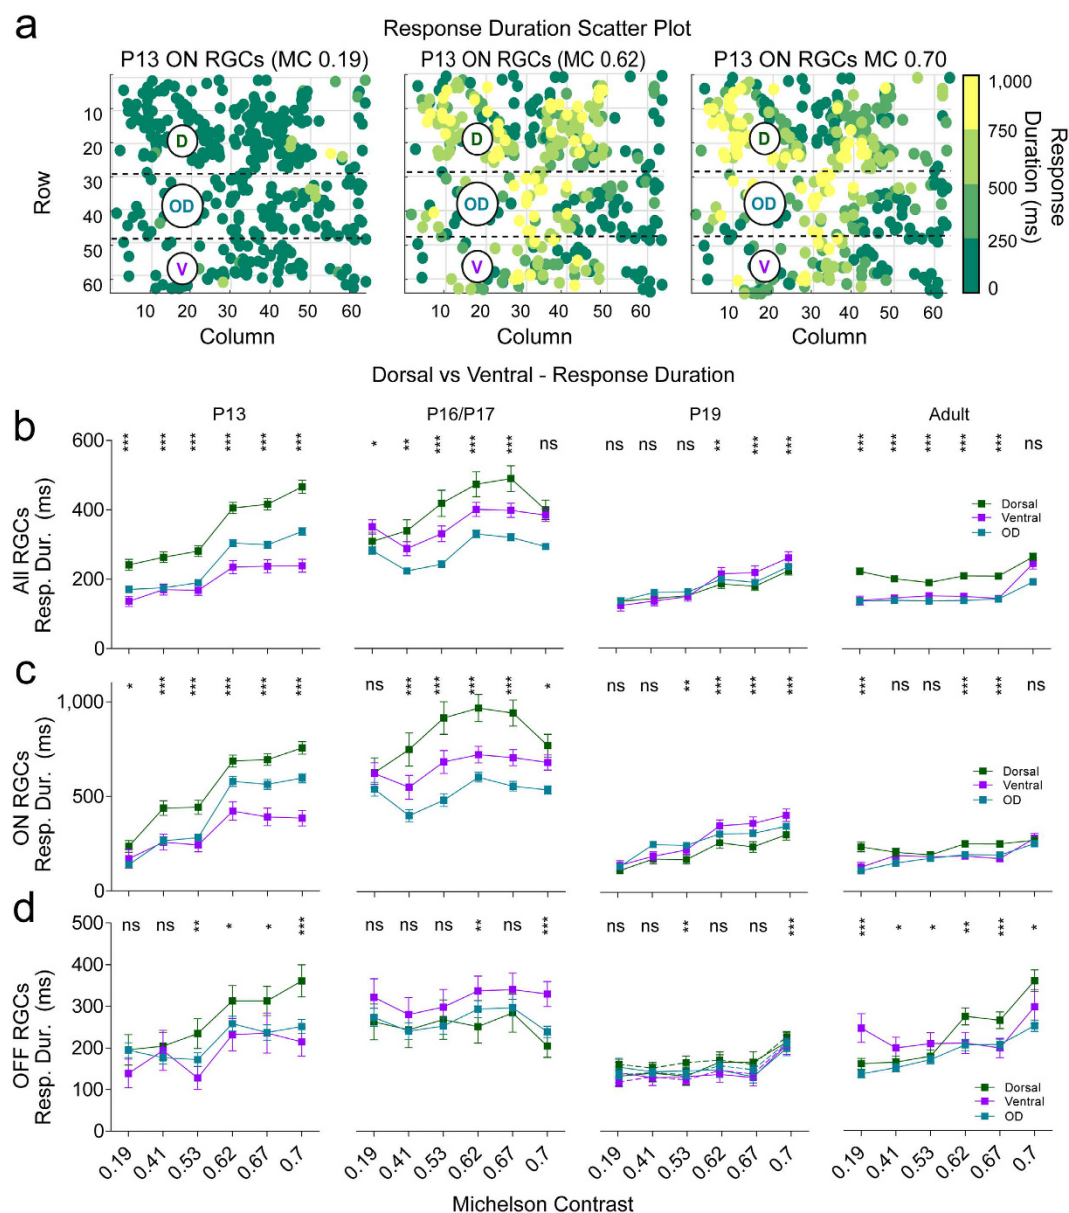 a
Response Duration Scatter Plot
P13 ON RGCs (MC 0.19)
P13 ON RGCs (MC 0.62)
P13 ON RGCs MC 0.70
Row
10
20
30
40
50
60
D
OD
V
D
OD
V
D
OD
V
10 20 30 40 50 60
10 20 30 40 50 60
10 20 30 40 50 60
Column
Column
Column
1,000
750
500
250
0
Response
Duration (ms)
Dorsal vs Ventral - Response Duration
P13
P16/P17
P19
Adult
b
*** *** *** *** *** ***
* ** *** *** *** ns
ns ns ns ** *** ***
*** *** *** *** *** ns
All RGCs
Resp. Dur. (ms)
600
400
200
0
Dorsal
Ventral
OD
c
* *** *** *** *** ***
ns *** *** *** *** *
ns ns ** *** *** ***
*** ns ns *** *** ns
ON RGCs
Resp. Dur. (ms)
1,000
500
0
Dorsal
Ventral
OD
d
ns ns ** * * ***
ns ns ns ** ns ***
ns ns ** ns ns ***
*** * * ** *** *
OFF RGCs
Resp. Dur. (ms)
500
400
300
200
100
0
Dorsal
Ventral
OD
0.19 0.41 0.53 0.62 0.67 0.7
0.19 0.41 0.53 0.62 0.67 0.7
0.19 0.41 0.53 0.62 0.67 0.7
0.19 0.41 0.53 0.62 0.67 0.7
Michelson Contrast